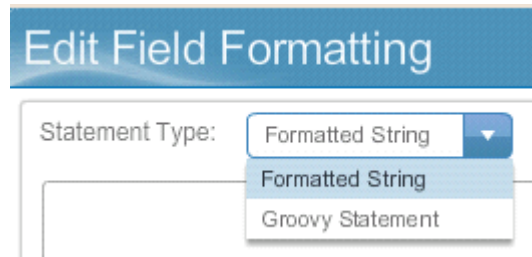 Edit Field Formatting
Statement Type: Formatted String
Formatted String
Groovy Statement